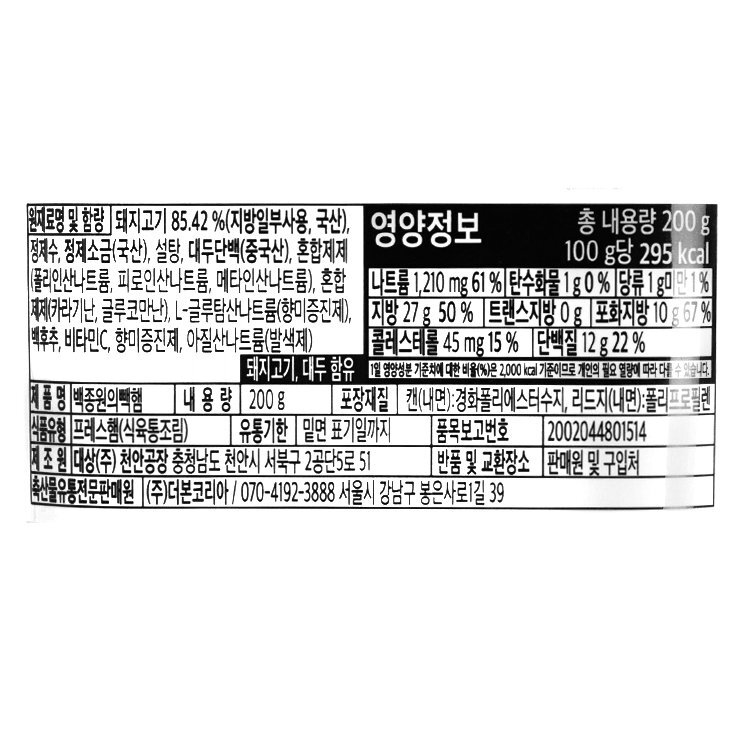 원재료명 및 함량 돼지고기 85.42 %(지방일부사용, 국산),
정제수, 정제소금(국산), 설탕, 대두단백(중국산), 혼합제제
(폴리인산나트륨, 피로인산나트륨, 메타인산나트륨), 혼합
제제(카라기난, 글루코만난), L-글루탐산나트륨(향미증진제),
백후추, 비타민C, 향미증진제, 아질산나트륨(발색제)
돼지고기, 대두 함유
영양정보 총 내용량 200 g
100 g당 295 kcal
나트륨 1,210 mg 61 % 탄수화물 1 g 0 % 당류 1 g미만 1 %
지방 27 g 50 % 트랜스지방 0 g 포화지방 10 g 67 %
콜레스테롤 45 mg 15 % 단백질 12 g 22 %
1일 영양성분 기준치에 대한 비율(%)은 2,000 kcal 기준이므로 개인의 필요 열량에 따라 다를 수 있습니다.
제 품 명 백종원의빽햄 내 용 량 200 g 포장재질 캔(내면):경화폴리에스터수지, 리드지(내면):폴리프로필렌
식품유형 프레스햄(식육통조림) 유통기한 밑면 표기일까지 품목보고번호 2002044801514
제 조 원 대상(주) 천안공장 충청남도 천안시 서북구 2공단5로 51 반품 및 교환장소 판매원 및 구입처
축산물유통전문판매원 (주)더본코리아 / 070-4192-3888 서울시 강남구 봉은사로1길 39